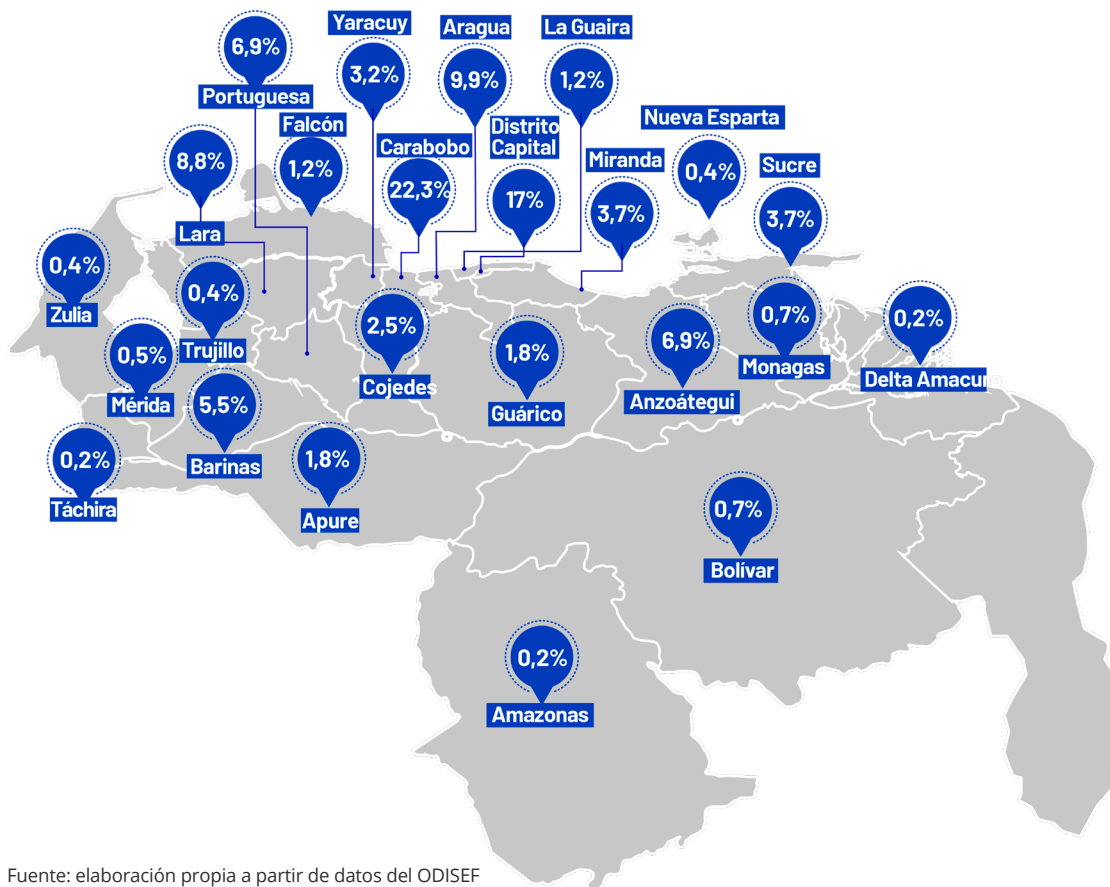 6,9%
Portuguesa
Yaracuy
3,2%
Aragua
9,9%
La Guaira
1,2%
8,8%
Lara
Falcón
1,2%
Carabobo
22,3%
Distrito
Capital
17%
Miranda
3,7%
Nueva Esparta
0,4%
Sucre
3,7%
0,4%
Zulia
0,4%
Trujillo
0,5%
Mérida
2,5%
Cojedes
1,8%
Guárico
6,9%
Anzoátegui
0,7%
Monagas
0,2%
Delta Amacuro
0,2%
Táchira
5,5%
Barinas
1,8%
Apure
0,7%
Bolívar
0,2%
Amazonas
Fuente: elaboración propia a partir de datos del ODISEF